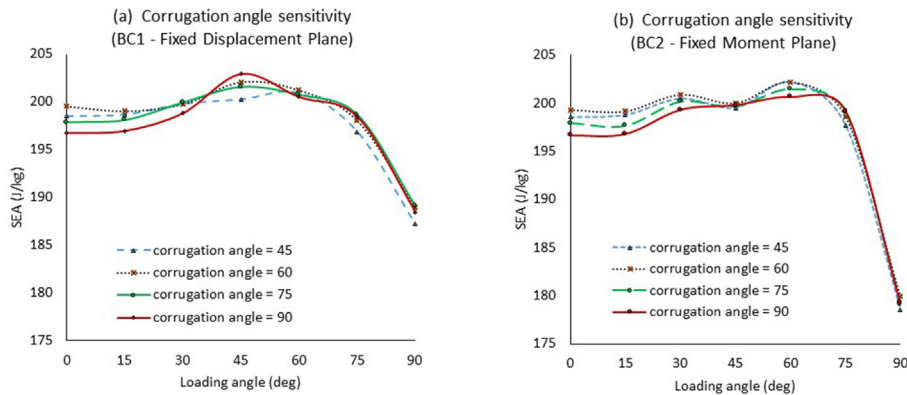 (a) Corrugation angle sensitivity
(BC1 - Fixed Displacement Plane)
205
200
195
190
185
180
175
SEA (J/kg)
corrugation angle = 45
corrugation angle = 60
corrugation angle = 75
corrugation angle = 90
0 15 30 45 60 75 90
Loading angle (deg)
(b) Corrugation angle sensitivity
(BC2 - Fixed Moment Plane)
205
200
195
190
185
180
175
SEA (J/kg)
corrugation angle = 45
corrugation angle = 60
corrugation angle = 75
corrugation angle = 90
0 15 30 45 60 75 90
Loading angle (deg)